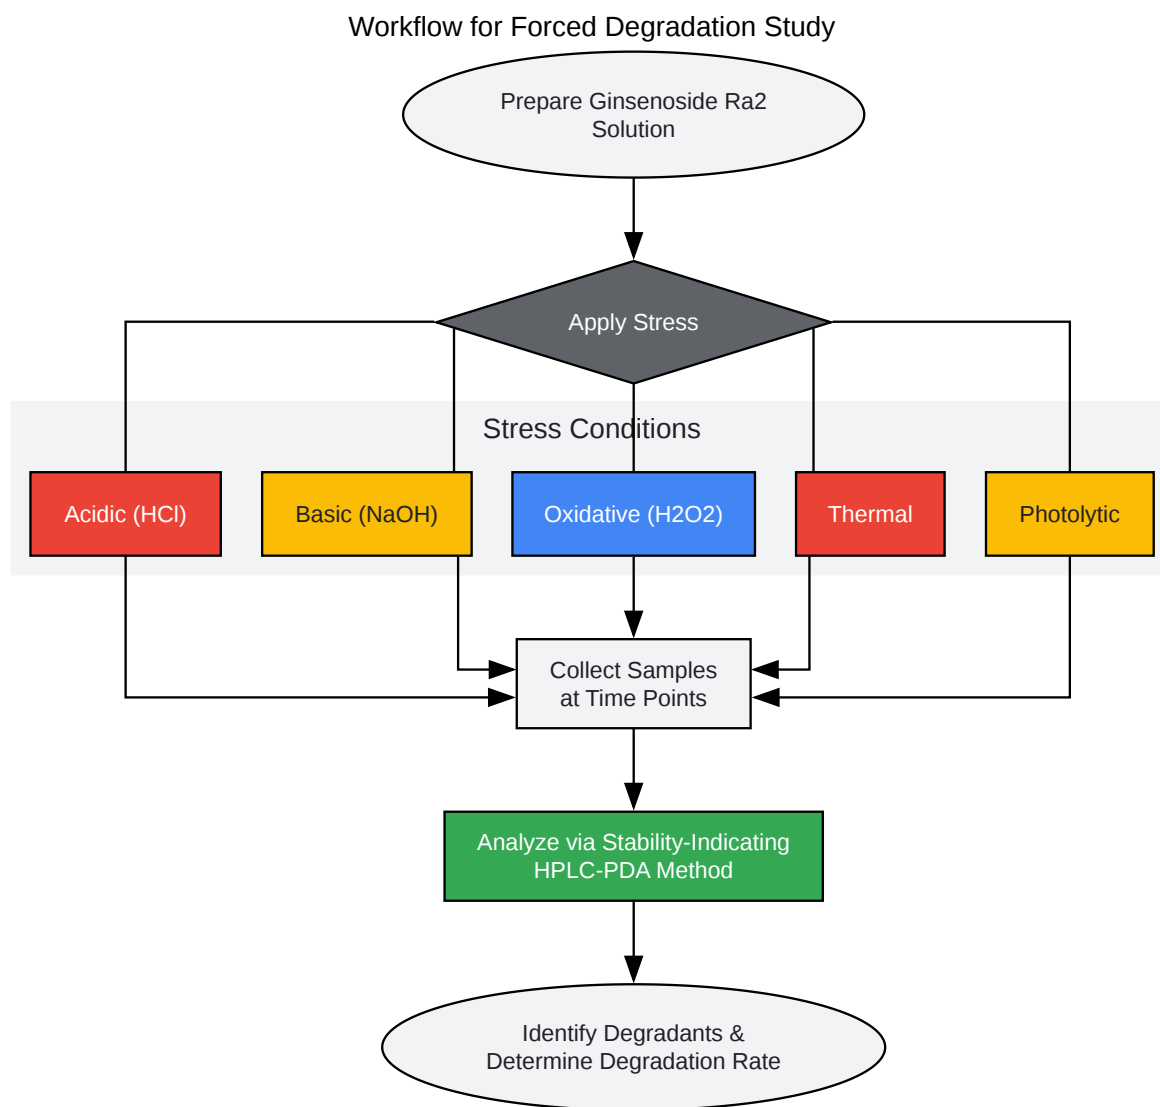 Workflow for Forced Degradation Study
Prepare Ginsenoside Ra2
Solution
Apply Stress
Stress Conditions
Acidic (HCl)
Basic (NaOH)
Oxidative (H2O2)
Thermal
Photolytic
Collect Samples
at Time Points
Analyze via Stability-Indicating
HPLC-PDA Method
Identify Degradants &
Determine Degradation Rate